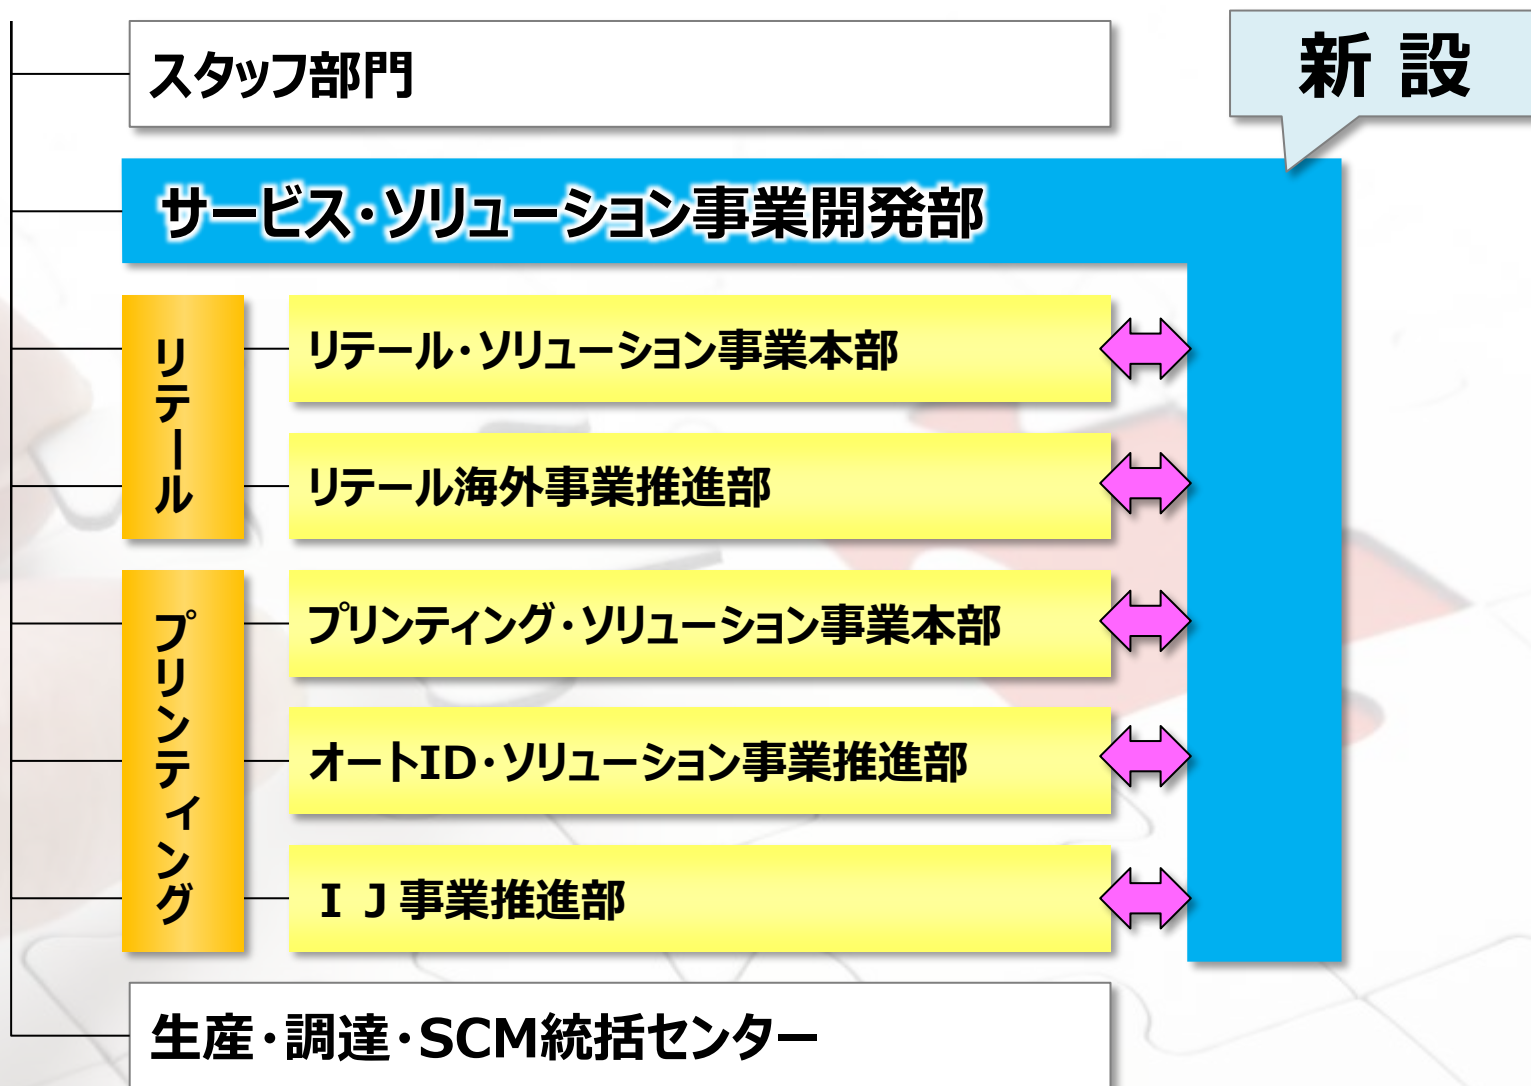 スタッフ部門
新 設
サービス・ソリューション事業開発部
リテール
リテール・ソリューション事業本部
リテール海外事業推進部
プリンティング
プリンティング・ソリューション事業本部
オートID・ソリューション事業推進部
ＩＪ事業推進部
生産・調達・SCM統括センター